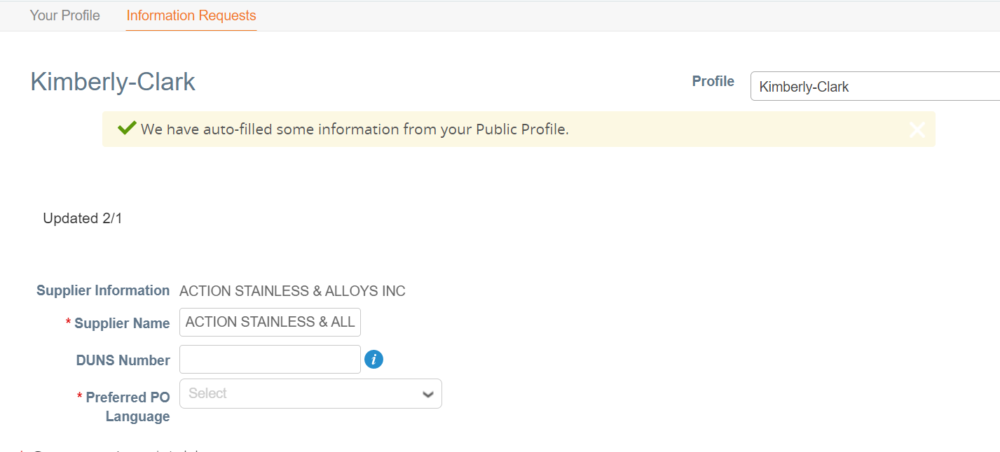 Your Profile Information Requests
Kimberly-Clark
Profile Kimberly-Clark
We have auto-filled some information from your Public Profile.
Updated 2/1
Supplier Information ACTION STAINLESS & ALLOYS INC
* Supplier Name ACTION STAINLESS & ALL
DUNS Number i
* Preferred PO Select
Language